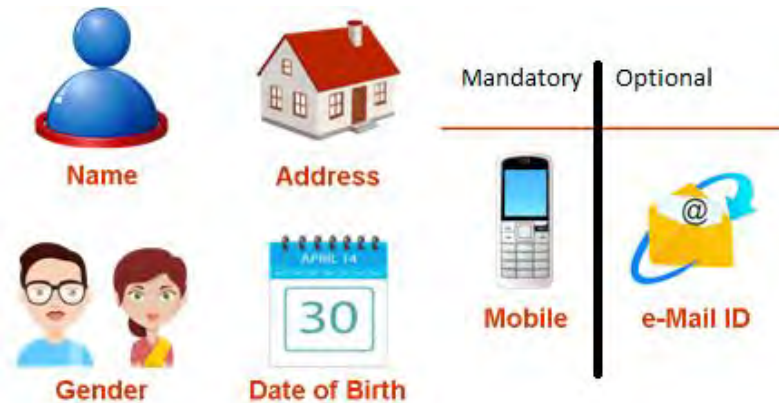 Name
Address
Mandatory
Optional
APRIL 14
30
Gender
Date of Birth
Mobile
@
e-Mail ID